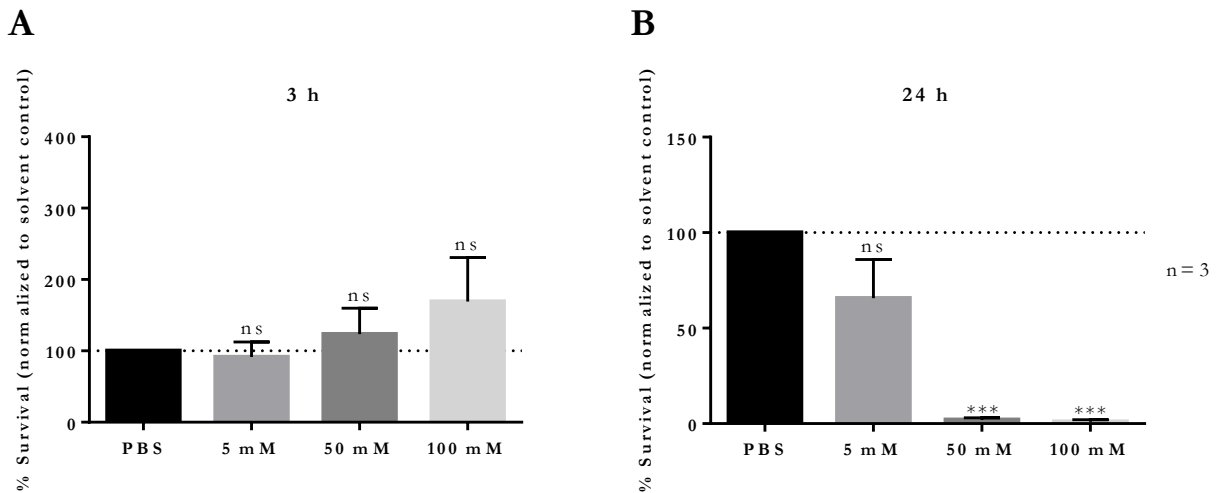 A
% Survival (normalized to solvent control)
3 h
400
300
200
100
0
ns
ns
ns
PBS
5 mM
50 mM
100 mM
B
% Survival (normalized to solvent control)
24 h
150
100
50
0
ns
***
***
PBS
5 mM
50 mM
100 mM
n = 3